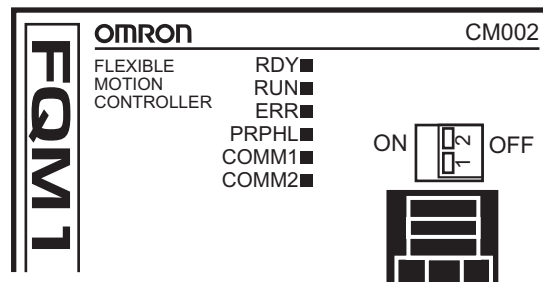 FQM1
OMRON
CM002
FLEXIBLE
MOTION
CONTROLLER
RDY
RUN
ERR
PRPHL
COMM1
COMM2
ON
1 2
OFF